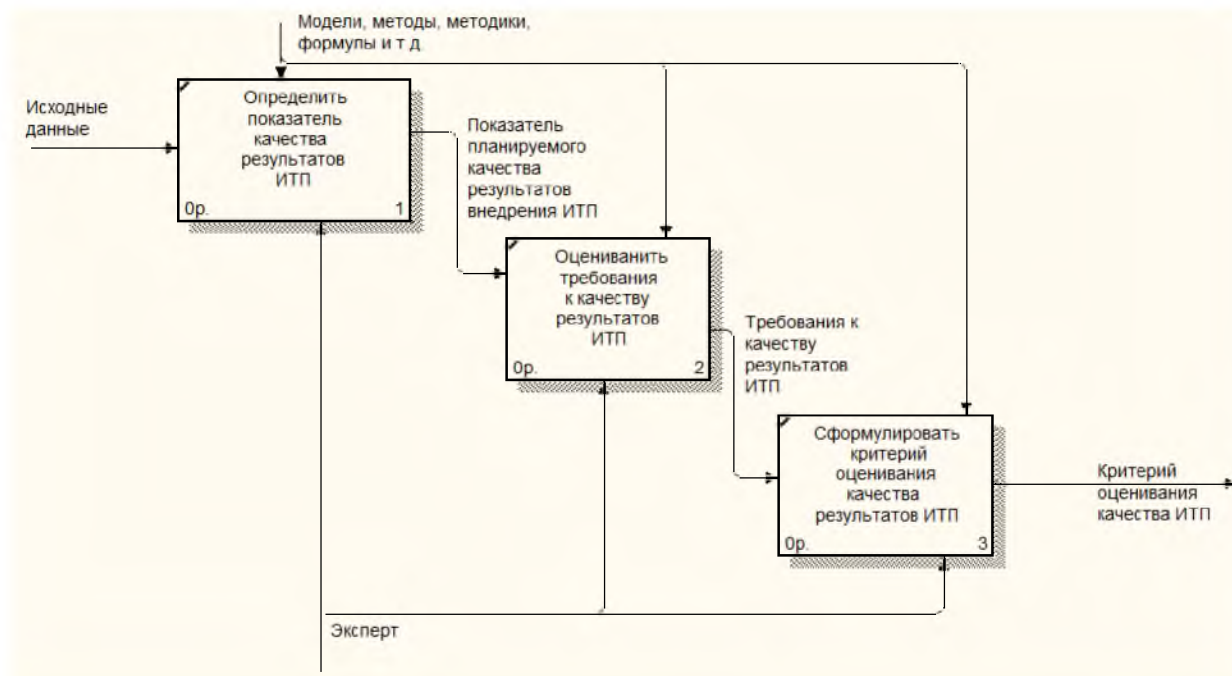 Модели, методы, методики,
формулы и т д
Исходные
данные
Определить
показатель
качества
результатов
ИТП
0р.
1
Показатель
планируемого
качества
результатов
внедрения ИТП
Оцениванить
требования
к качеству
результатов
ИТП
0р.
2
Требования к
качеству
результатов
ИТП
Сформулировать
критерий
оценивания
качества
результатов ИТП
0р.
3
Критерий
оценивания
качества ИТП
Эксперт